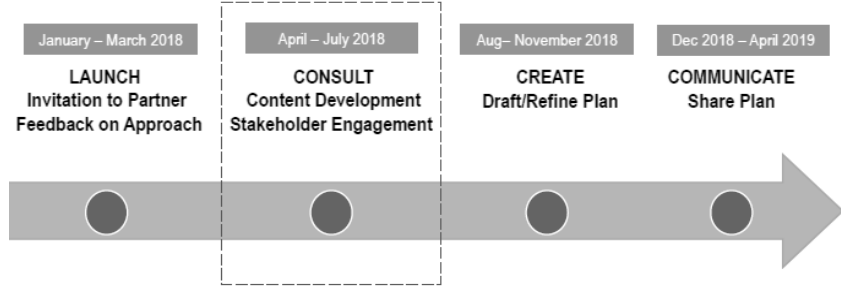 January – March 2018
LAUNCH
Invitation to Partner
Feedback on Approach
April – July 2018
CONSULT
Content Development
Stakeholder Engagement
Aug– November 2018
CREATE
Draft/Refine Plan
Dec 2018 – April 2019
COMMUNICATE
Share Plan